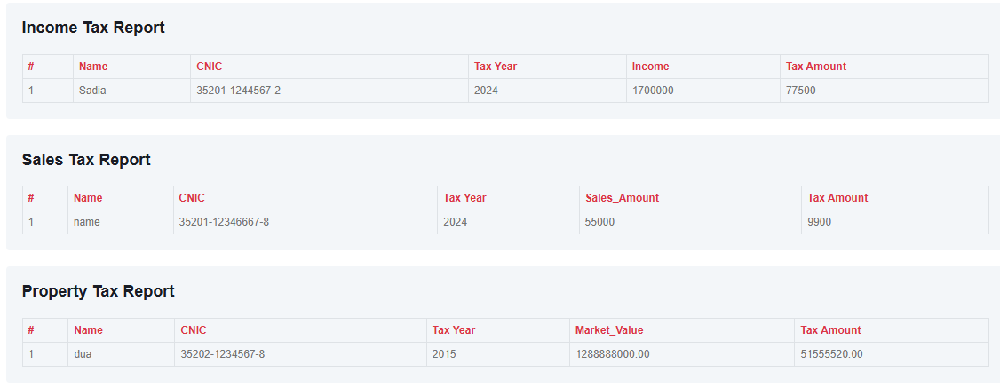 Income Tax Report
# Name CNIC Tax Year Income Tax Amount
1 Sadia 35201-1244567-2 2024 1700000 77500
Sales Tax Report
# Name CNIC Tax Year Sales_Amount Tax Amount
1 name 35201-12346667-8 2024 55000 9900
Property Tax Report
# Name CNIC Tax Year Market_Value Tax Amount
1 dua 35202-1234567-8 2015 1288888000.00 51555520.00